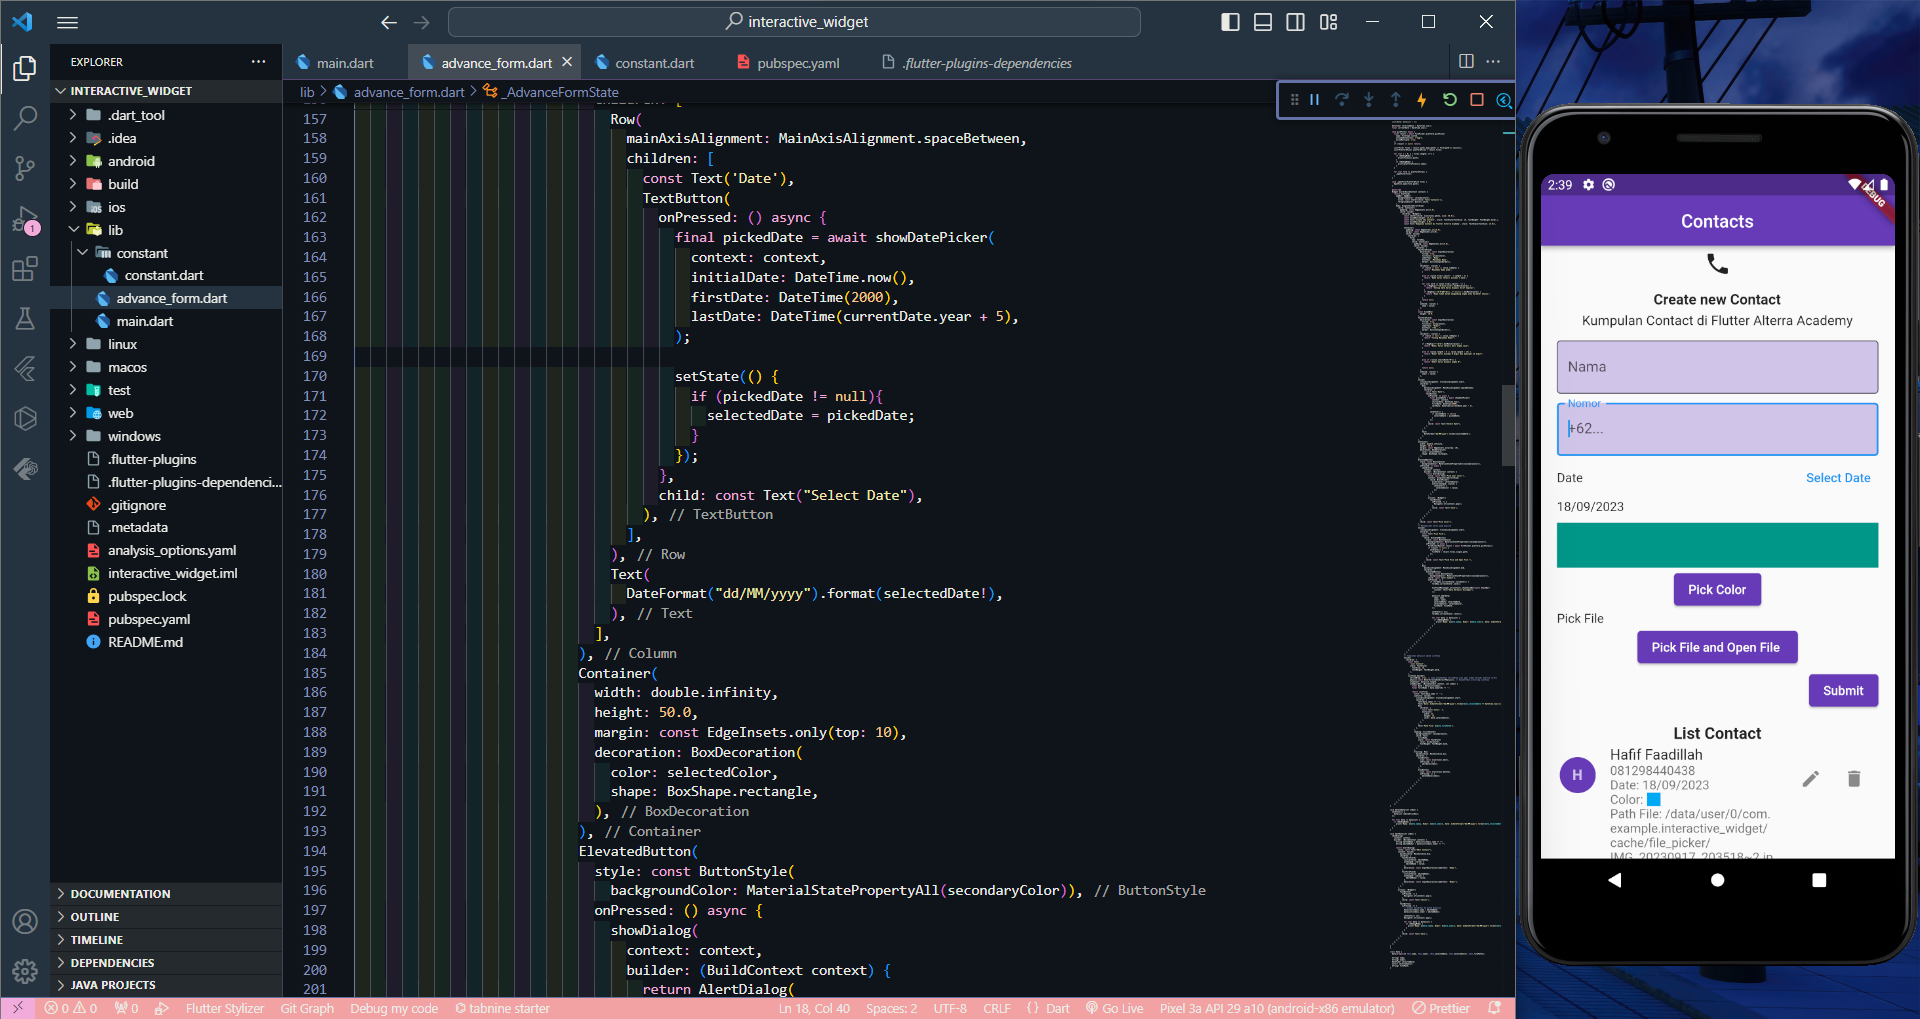 interactive_widget
EXPLORER
INTERACTIVE_WIDGET
.dart_tool
.idea
android
build
ios
lib
constant
constant.dart
advance_form.dart
main.dart
linux
macos
test
web
windows
.flutter-plugins
.flutter-plugins-dependenci...
.gitignore
.metadata
analysis_options.yaml
interactive_widget.iml
pubspec.lock
pubspec.yaml
README.md
DOCUMENTATION
OUTLINE
TIMELINE
DEPENDENCIES
JAVA PROJECTS
1
main.dart advance_form.dart constant.dart pubspec.yaml .flutter-plugins-dependencies
lib > advance_form.dart > _AdvanceFormState
157 Row(
158 mainAxisAlignment: MainAxisAlignment.spaceBetween,
159 children: [
160 const Text('Date'),
161 TextButton(
162 onPressed: () async {
163 final pickedDate = await showDatePicker(
164 context: context,
165 initialDate: DateTime.now(),
166 firstDate: DateTime(2000),
167 lastDate: DateTime(currentDate.year + 5),
168 );
169
170 setState(() {
171 if (pickedDate != null){
172 selectedDate = pickedDate;
173 }
174 });
175 },
176 child: const Text("Select Date"),
177 ), // TextButton
178 ],
179 ), // Row
180 Text(
181 DateFormat("dd/MM/yyyy").format(selectedDate!),
182 ), // Text
183 ],
184 ), // Column
185 Container(
186 width: double.infinity,
187 height: 50.0,
188 margin: const EdgeInsets.only(top: 10),
189 decoration: BoxDecoration(
190 color: selectedColor,
191 shape: BoxShape.rectangle,
192 ), // BoxDecoration
193 ), // Container
194 ElevatedButton(
195 style: const ButtonStyle(
196 backgroundColor: MaterialStatePropertyAll(secondaryColor)), // ButtonStyle
197 onPressed: () async {
198 showDialog(
199 context: context,
200 builder: (BuildContext context) {
201 return AlertDialog(
0 0 0 Flutter Stylizer Git Graph Debug my code tabnine starter Ln 18, Col 40 Spaces: 2 UTF-8 CRLF {} Dart Go Live Pixel 3a API 29 a10 (android-x86 emulator) Prettier
2:39
DEBUG
Contacts
Create new Contact
Kumpulan Contact di Flutter Alterra Academy
Nama
Nomor
+62...
Date Select Date
18/09/2023
Pick Color
Pick File
Pick File and Open File
Submit
List Contact
H
Hafif Faadillah
081298440438
Date: 18/09/2023
Color:
Path File: /data/user/0/com.
example.interactive_widget/
cache/file_picker/
IMG_20230917_203518~2.jp